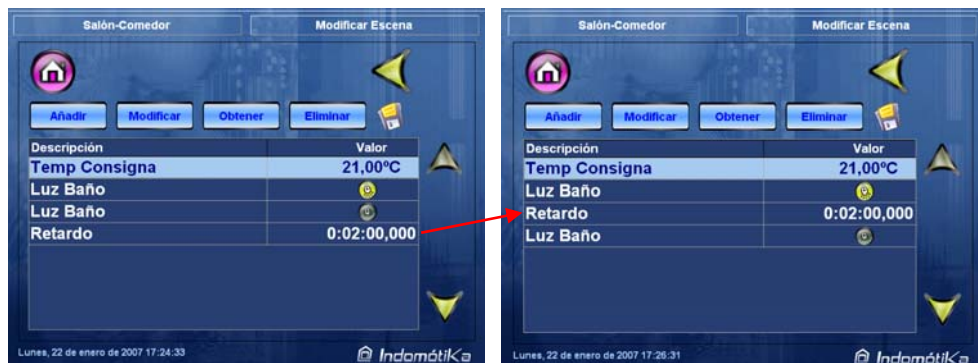 Salón-Comedor Modificar Escena
Añadir Modificar Obtener Eliminar
Descripción Valor
Temp Consigna 21,00ºC
Luz Baño
Luz Baño
Retardo 0:02:00,000
Lunes, 22 de enero de 2007 17:24:33 IndomótiKa
Salón-Comedor Modificar Escena
Añadir Modificar Obtener Eliminar
Descripción Valor
Temp Consigna 21,00ºC
Luz Baño
Retardo 0:02:00,000
Luz Baño
Lunes, 22 de enero de 2007 17:26:31 IndomótiKa